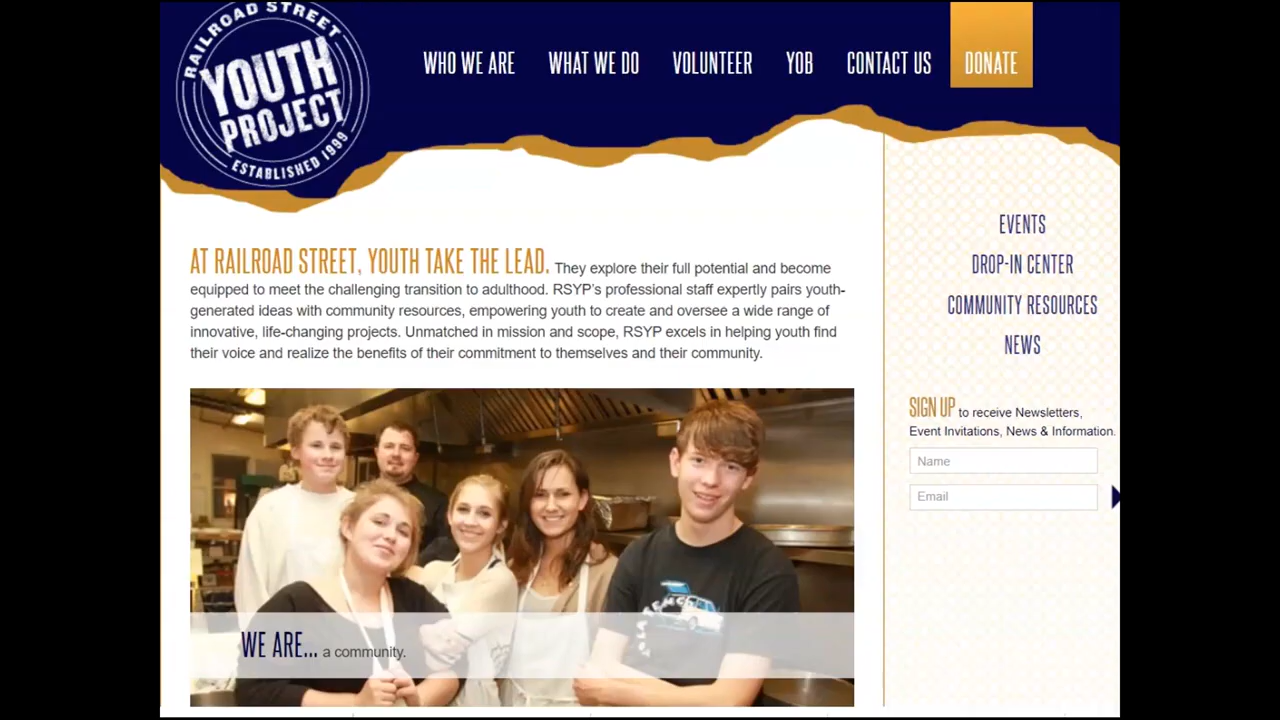 RAILROAD STREET
YOUTH
PROJECT
ESTABLISHED 1999
WHO WE ARE
WHAT WE DO
VOLUNTEER
YOB
CONTACT US
DONATE
AT RAILROAD STREET, YOUTH TAKE THE LEAD. They explore their full potential and become
equipped to meet the challenging transition to adulthood. RSYP's professional staff expertly pairs youth-
generated ideas with community resources, empowering youth to create and oversee a wide range of
innovative, life-changing projects. Unmatched in mission and scope, RSYP excels in helping youth find
their voice and realize the benefits of their commitment to themselves and their community.
WE ARE... a community.
EVENTS
DROP-IN CENTER
COMMUNITY RESOURCES
NEWS
SIGN UP to receive Newsletters,
Event Invitations, News & Information.
Name
Email